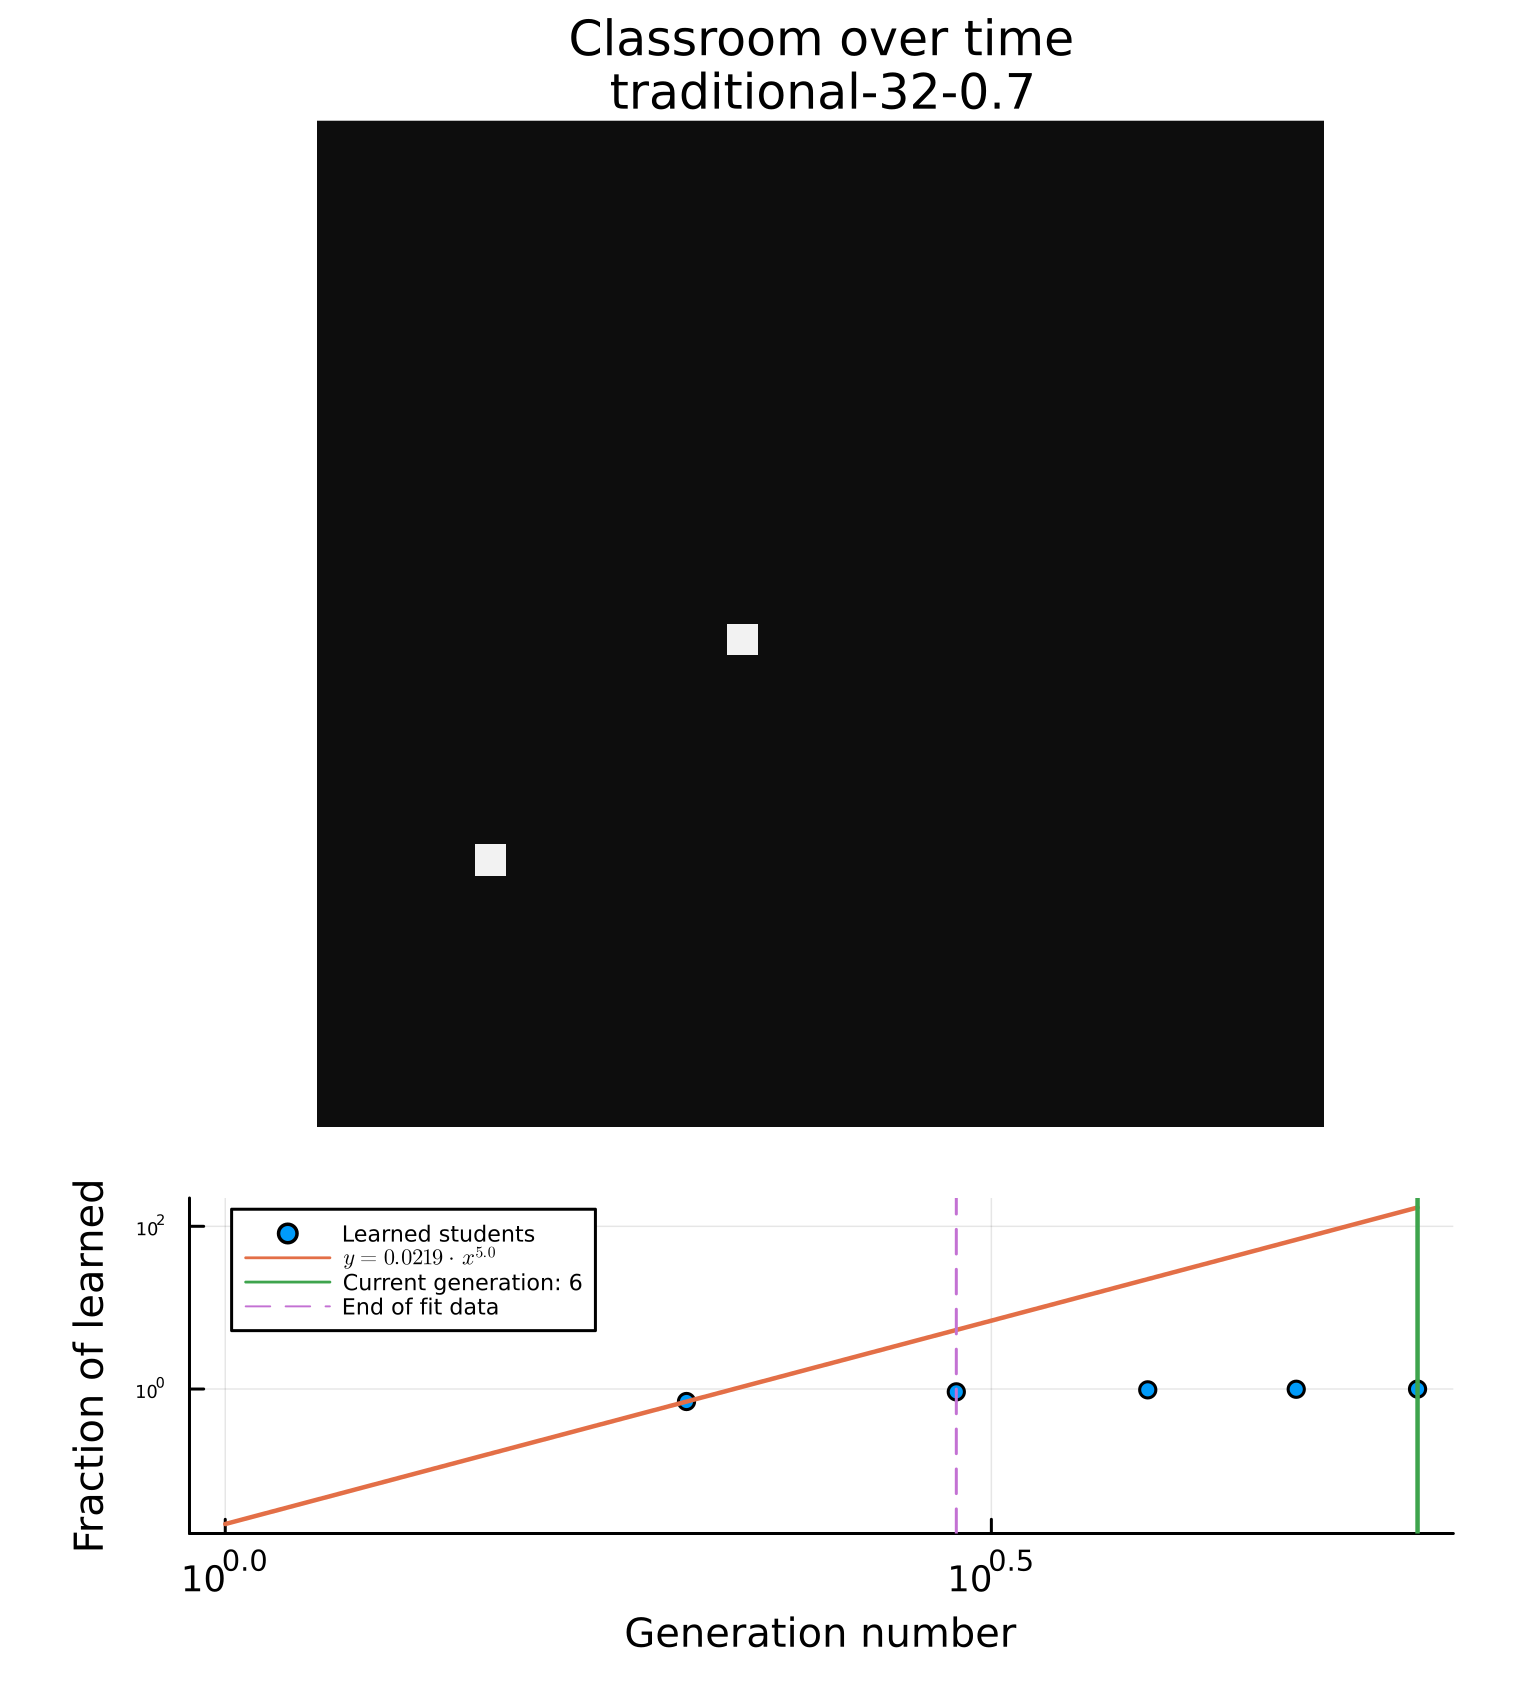 Classroom over time
traditional-32-0.7
Fraction of learned
10^2
10^0
Learned students
y = 0.0219 · x^5.0
Current generation: 6
End of fit data
10^0.0
10^0.5
Generation number